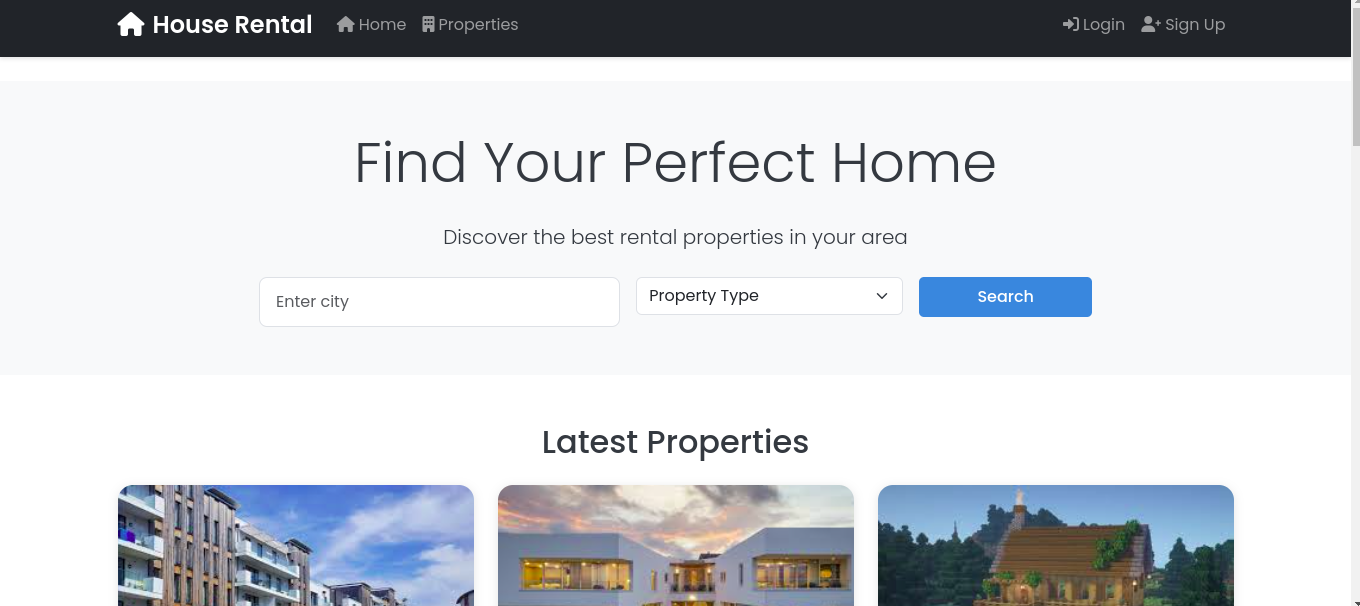 House Rental Home Properties Login Sign Up
Find Your Perfect Home
Discover the best rental properties in your area
Enter city Property Type Search
Latest Properties